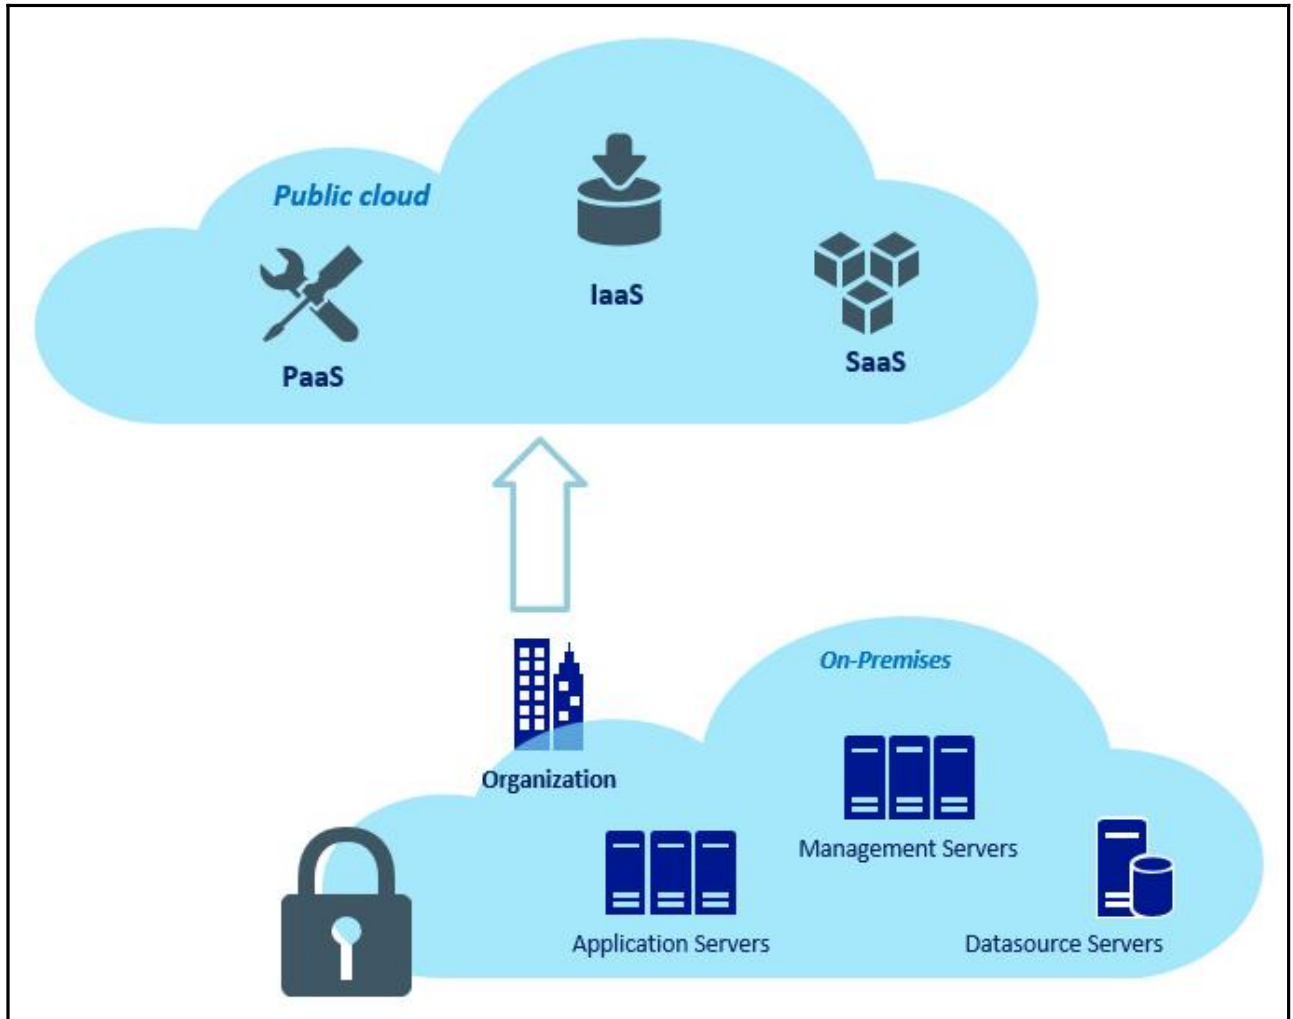 Public cloud
IaaS
SaaS
PaaS
On-Premises
Organization
Management Servers
Application Servers
Datasource Servers